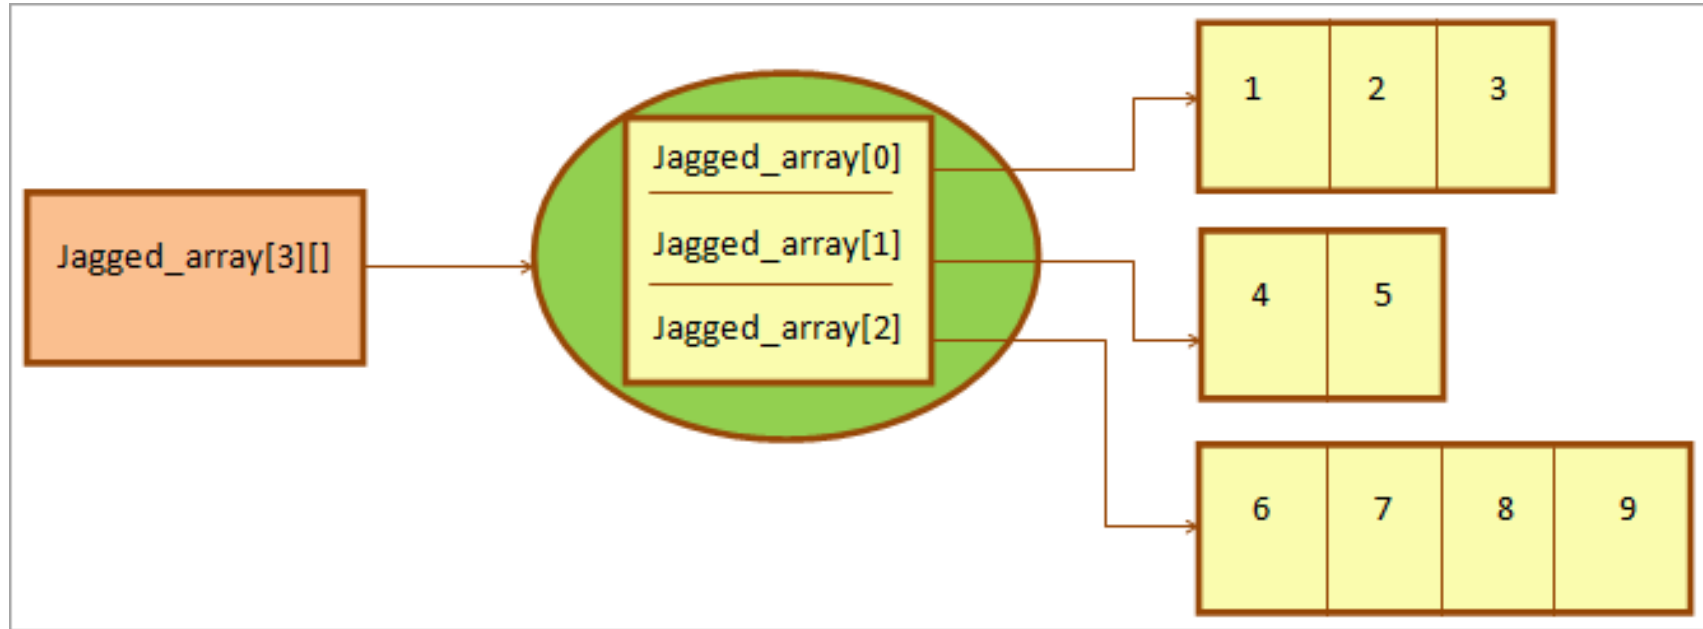 Jagged_array[3][]
Jagged_array[0]
Jagged_array[1]
Jagged_array[2]
1 2 3
4 5
6 7 8 9